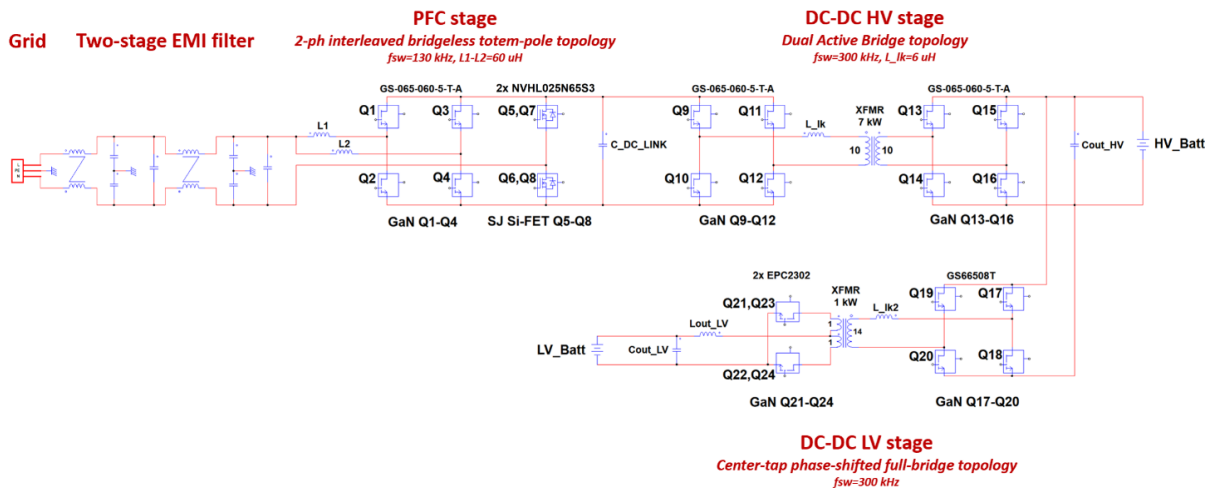 PFC stage
DC-DC HV stage
Grid
Two-stage EMI filter
2-ph interleaved bridgeless totem-pole topology
Dual Active Bridge topology
fsw=130 kHz, L1-L2=60 uH
fsw=300 kHz, L_lk=6 uH
GS-065-060-5-T-A
2x NVHL025N65S3
GS-065-060-5-T-A
GS-065-060-5-T-A
Q1
Q3
Q5,Q7
Q9
Q11
XFMR
7 kW
Q13
Q15
L1
L2
C_DC_LINK
L_lk
10
10
Cout_HV
HV_Batt
L
PE
N
Q2
Q4
Q6,Q8
Q10
Q12
Q14
Q16
GaN Q1-Q4
SJ Si-FET Q5-Q8
GaN Q9-Q12
GaN Q13-Q16
2x EPC2302
GS66508T
Q21,Q23
XFMR
1 kW
Q19
Q17
L_lk2
Lout_LV
1
1
14
LV_Batt
Cout_LV
Q22,Q24
Q20
Q18
GaN Q21-Q24
GaN Q17-Q20
DC-DC LV stage
Center-tap phase-shifted full-bridge topology
fsw=300 kHz